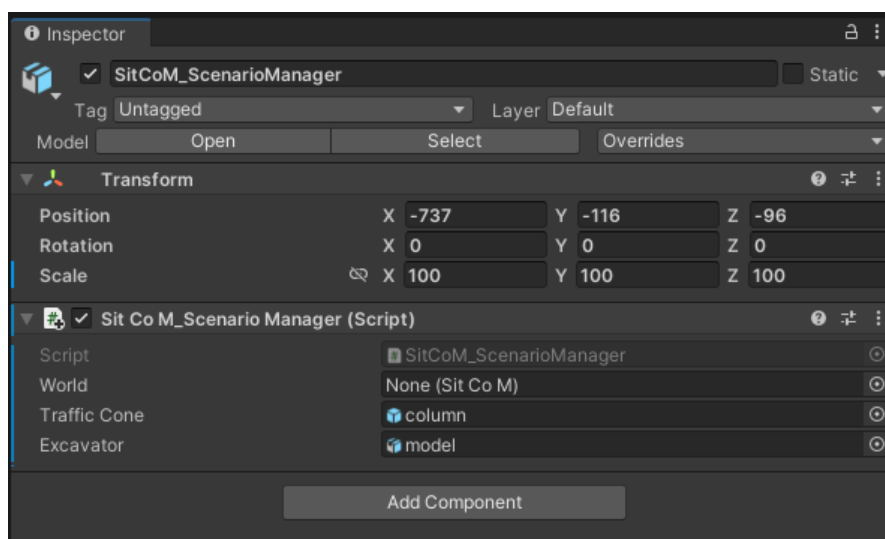 Inspector
SitCoM_ScenarioManager Static
Tag Untagged Layer Default
Model Open Select Overrides
Transform
Position X -737 Y -116 Z -96
Rotation X 0 Y 0 Z 0
Scale X 100 Y 100 Z 100
Sit Co M_Scenario Manager (Script)
Script SitCoM_ScenarioManager
World None (Sit Co M)
Traffic Cone column
Excavator model
Add Component